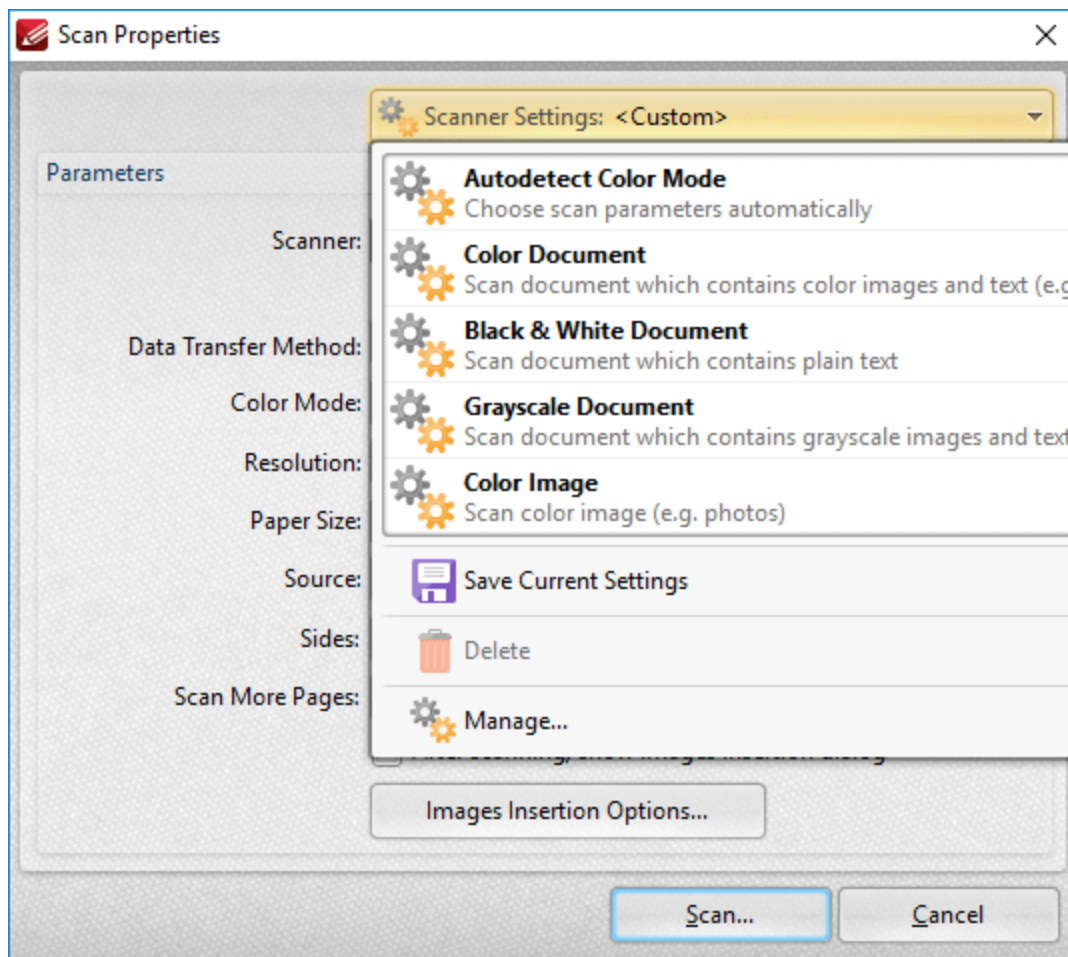 Scan Properties
Scanner Settings: <Custom>
Parameters
Autodetect Color Mode
Choose scan parameters automatically
Scanner:
Color Document
Scan document which contains color images and text (e.g
Data Transfer Method:
Black & White Document
Scan document which contains plain text
Color Mode:
Grayscale Document
Scan document which contains grayscale images and text
Resolution:
Color Image
Scan color image (e.g. photos)
Paper Size:
Source:
Save Current Settings
Sides:
Delete
Scan More Pages:
Manage...
Images Insertion Options...
Scan...
Cancel